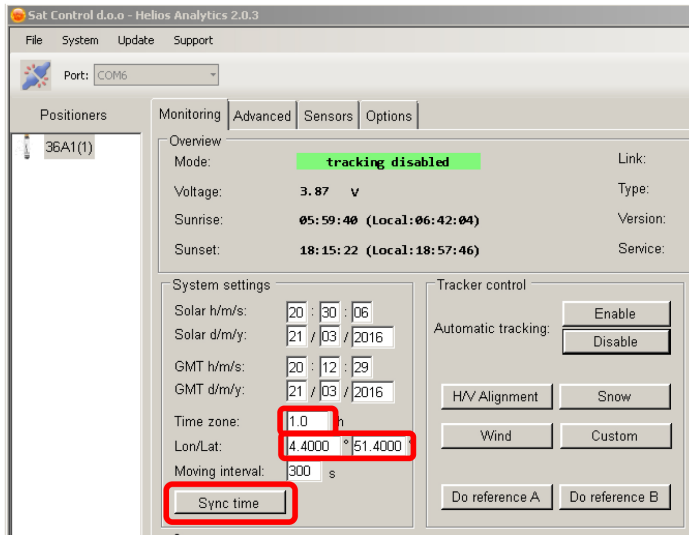 Sat Control d.o.o - Helios Analytics 2.0.3
File System Update Support
Port: COM6
Positioners
36A1(1)
Monitoring Advanced Sensors Options
Overview
Mode: tracking disabled Link:
Voltage: 3.87 V Type:
Sunrise: 05:59:40 (Local:06:42:04) Version:
Sunset: 18:15:22 (Local:18:57:46) Service:
System settings
Solar h/m/s: 20 : 30 : 06
Solar d/m/y: 21 / 03 / 2016
GMT h/m/s: 20 : 12 : 29
GMT d/m/y: 21 / 03 / 2016
Time zone: 1.0 h
Lon/Lat: 4.4000 ° 51.4000 °
Moving interval: 300 s
Sync time
Tracker control
Automatic tracking: Enable
Disable
H/V Alignment Snow
Wind Custom
Do reference A Do reference B